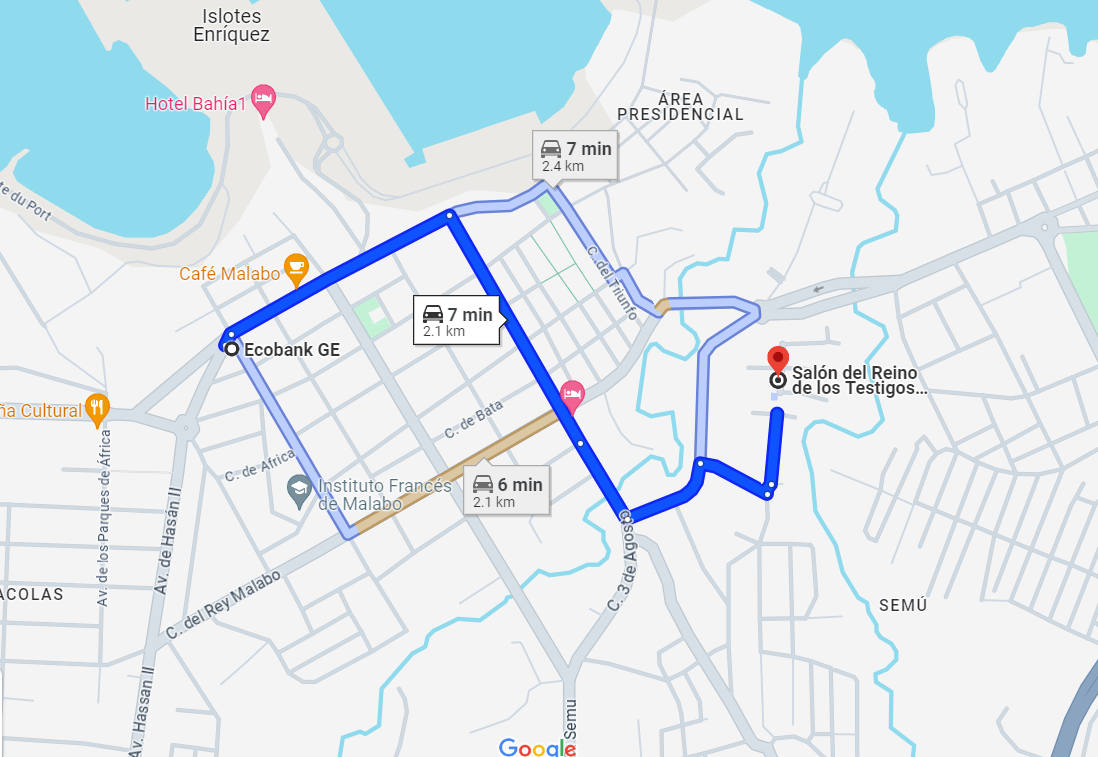 Islotes
Enríquez
Hotel Bahía1
ÁREA
PRESIDENCIAL
7 min
2.4 km
te du Port
Café Malabo
C. del Triunfo
7 min
2.1 km
Ecobank GE
Salón del Reino
de los Testigos...
ña Cultural
C. de Bata
Av. de los Parques de África
C. de Africa
Instituto Francés
de Malabo
6 min
2.1 km
Av. de Hasán II
C. 3 de Agosto
ACOLAS
C. del Rey Malabo
SEMÚ
Av. Hassan II
Semu
Google